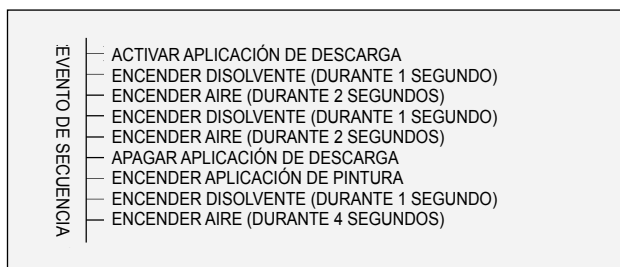 EVENTO DE SECUENCIA
ACTIVAR APLICACIÓN DE DESCARGA
ENCENDER DISOLVENTE (DURANTE 1 SEGUNDO)
ENCENDER AIRE (DURANTE 2 SEGUNDOS)
ENCENDER DISOLVENTE (DURANTE 1 SEGUNDO)
ENCENDER AIRE (DURANTE 2 SEGUNDOS)
APAGAR APLICACIÓN DE DESCARGA
ENCENDER APLICACIÓN DE PINTURA
ENCENDER DISOLVENTE (DURANTE 1 SEGUNDO)
ENCENDER AIRE (DURANTE 4 SEGUNDOS)